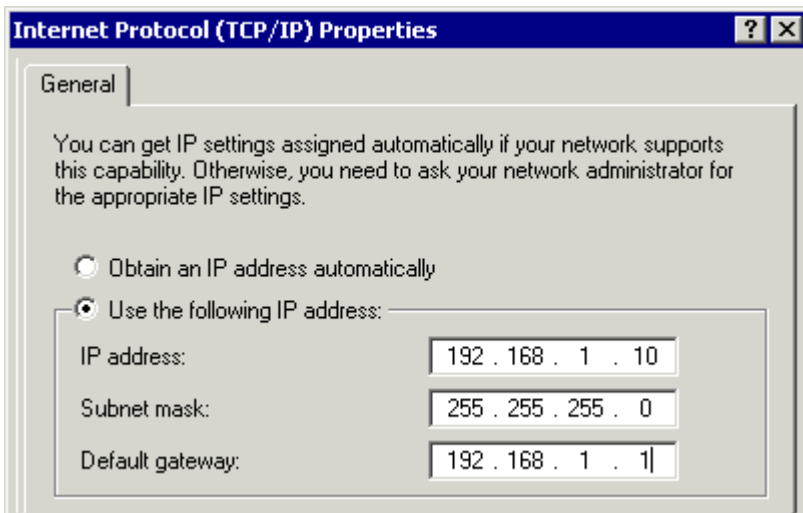 Internet Protocol (TCP/IP) Properties
General
You can get IP settings assigned automatically if your network supports
this capability. Otherwise, you need to ask your network administrator for
the appropriate IP settings.
Obtain an IP address automatically
Use the following IP address:
IP address: 192 . 168 . 1 . 10
Subnet mask: 255 . 255 . 255 . 0
Default gateway: 192 . 168 . 1 . 1